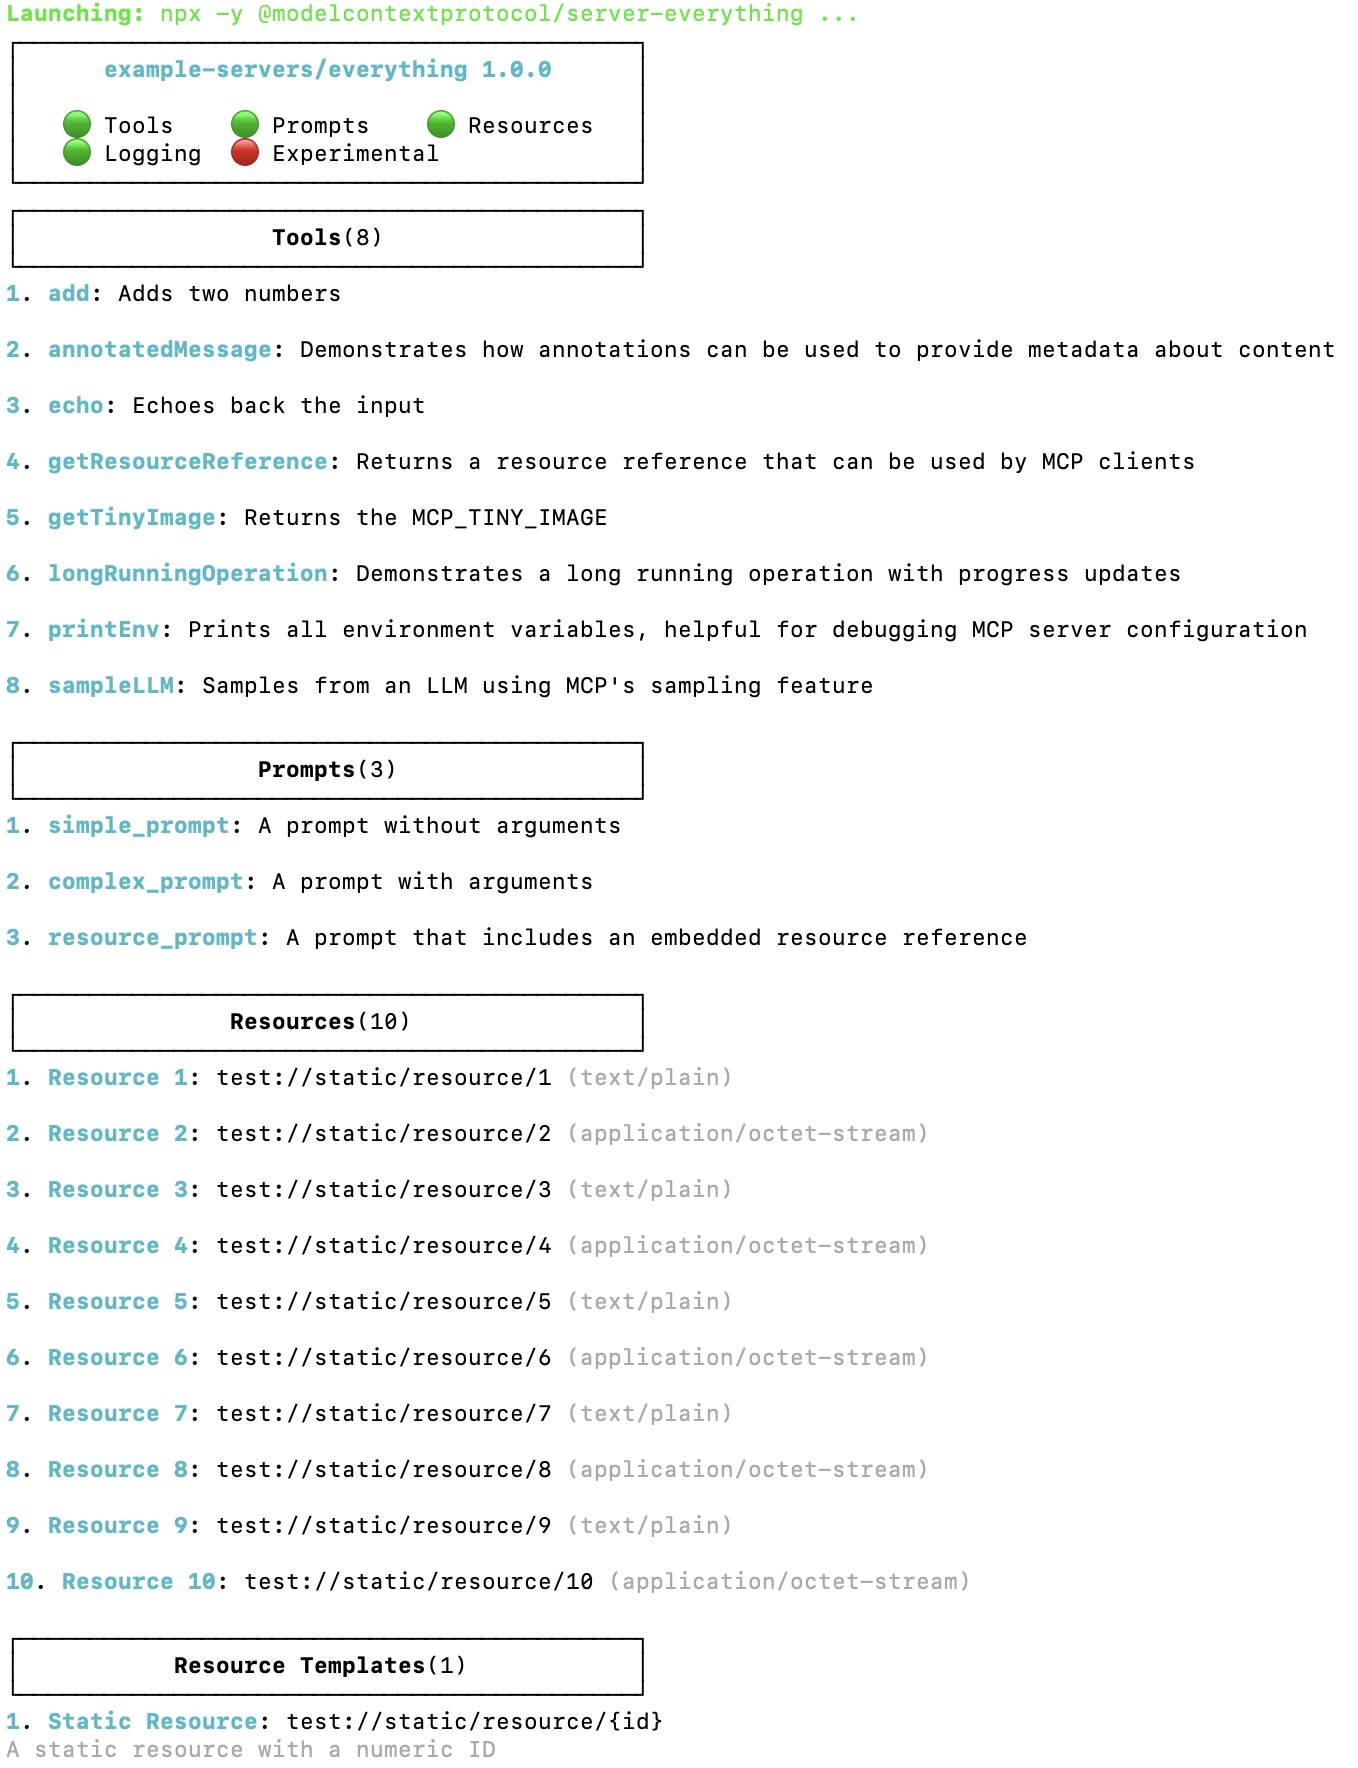 Launching: npx -y @modelcontextprotocol/server-everything ...
example-servers/everything 1.0.0
Tools Prompts Resources
Logging Experimental
Tools(8)
1. add: Adds two numbers
2. annotatedMessage: Demonstrates how annotations can be used to provide metadata about content
3. echo: Echoes back the input
4. getResourceReference: Returns a resource reference that can be used by MCP clients
5. getTinyImage: Returns the MCP_TINY_IMAGE
6. longRunningOperation: Demonstrates a long running operation with progress updates
7. printEnv: Prints all environment variables, helpful for debugging MCP server configuration
8. sampleLLM: Samples from an LLM using MCP's sampling feature
Prompts(3)
1. simple_prompt: A prompt without arguments
2. complex_prompt: A prompt with arguments
3. resource_prompt: A prompt that includes an embedded resource reference
Resources(10)
1. Resource 1: test://static/resource/1 (text/plain)
2. Resource 2: test://static/resource/2 (application/octet-stream)
3. Resource 3: test://static/resource/3 (text/plain)
4. Resource 4: test://static/resource/4 (application/octet-stream)
5. Resource 5: test://static/resource/5 (text/plain)
6. Resource 6: test://static/resource/6 (application/octet-stream)
7. Resource 7: test://static/resource/7 (text/plain)
8. Resource 8: test://static/resource/8 (application/octet-stream)
9. Resource 9: test://static/resource/9 (text/plain)
10. Resource 10: test://static/resource/10 (application/octet-stream)
Resource Templates(1)
1. Static Resource: test://static/resource/{id}
A static resource with a numeric ID